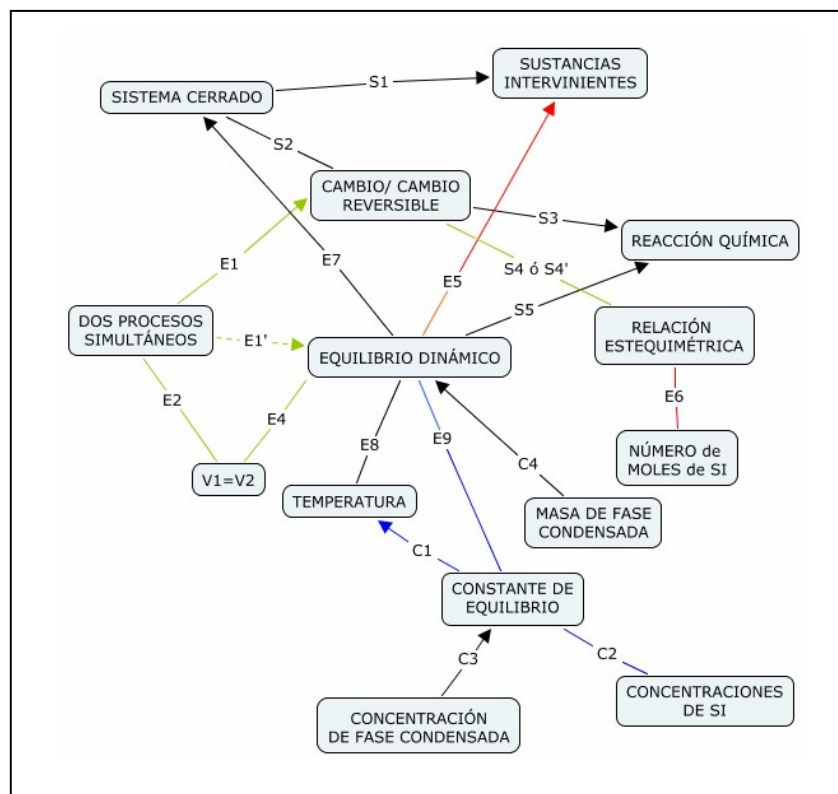 SUSTANCIAS
INTERVINIENTES
S1
SISTEMA CERRADO
S2
CAMBIO/ CAMBIO
REVERSIBLE
S3
REACCIÓN QUÍMICA
E1
E7
E5
S4 ó S4'
S5
DOS PROCESOS
SIMULTÁNEOS
E1'
EQUILIBRIO DINÁMICO
RELACIÓN
ESTEQUIMÉTRICA
E2
E4
E6
E8
E9
C4
NÚMERO de
MOLES de SI
V1=V2
TEMPERATURA
MASA DE FASE
CONDENSADA
C1
CONSTANTE DE
EQUILIBRIO
C3
C2
CONCENTRACIONES
DE SI
CONCENTRACIÓN
DE FASE CONDENSADA